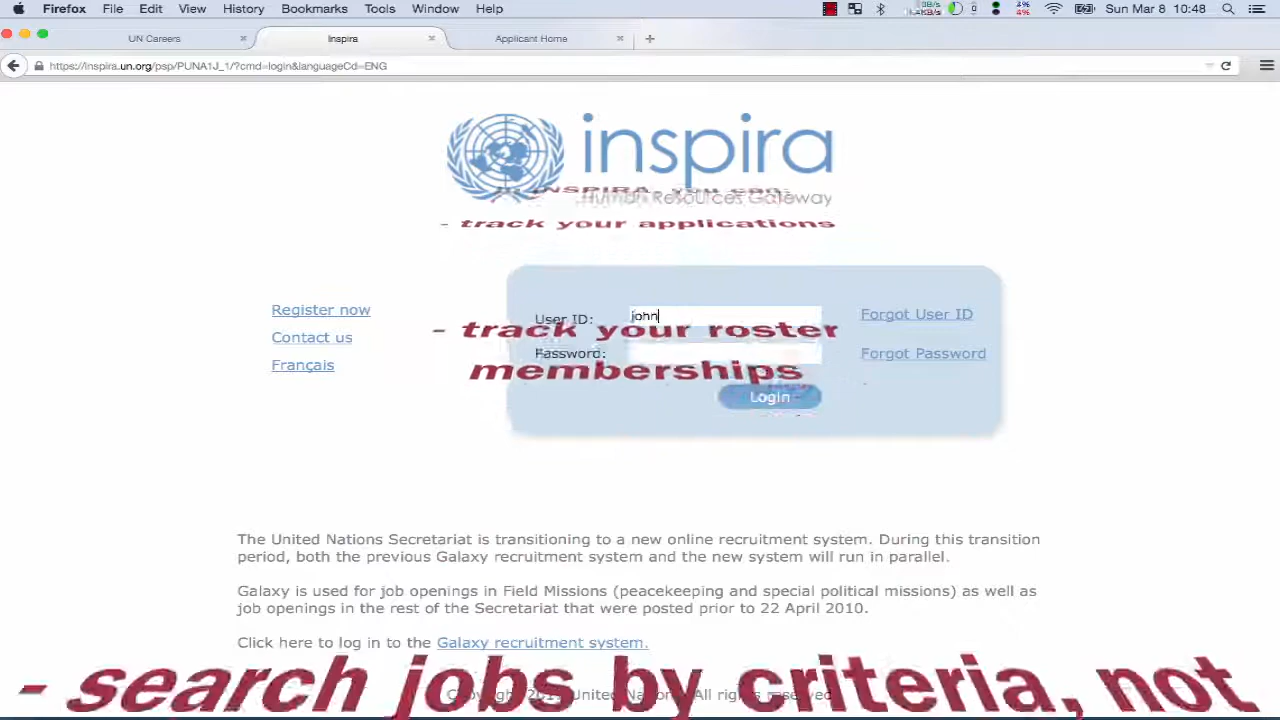 Firefox File Edit View History Bookmarks Tools Window Help Sun Mar 8 10:48
UN Careers Inspira Applicant Home
https://inspira.un.org/psp/PUNA1J_1/?cmd=login&languageCd=ENG
inspira
INSPIRA, you can:
Human Resources Gateway
- track your applications
Register now
Contact us
Français
User ID: john
Forgot User ID
- track your roster
Password:
Forgot Password
memberships
Login
The United Nations Secretariat is transitioning to a new online recruitment system. During this transition
period, both the previous Galaxy recruitment system and the new system will run in parallel.
Galaxy is used for job openings in Field Missions (peacekeeping and special political missions) as well as
job openings in the rest of the Secretariat that were posted prior to 22 April 2010.
Click here to log in to the Galaxy recruitment system.
- search jobs by criteria, not
United Nations All rights reserved